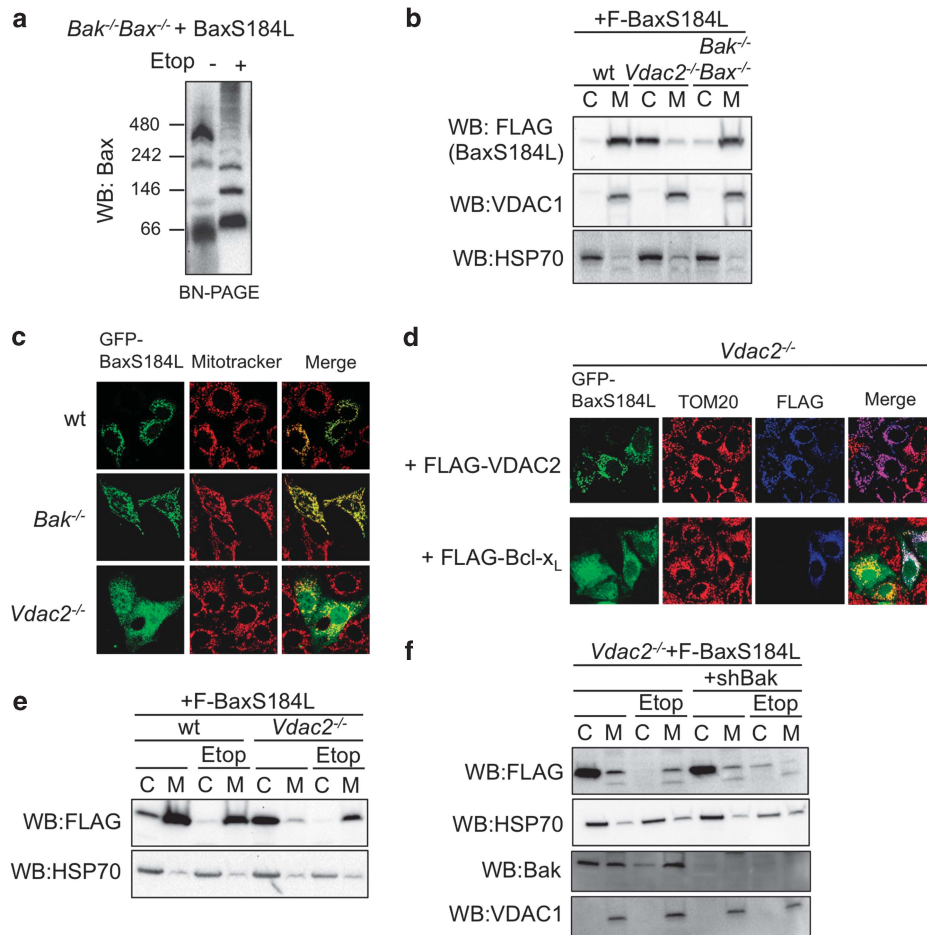 a
Bak-/-Bax-/- + BaxS184L
Etop - +
WB: Bax
480
242
146
66
BN-PAGE
b
+F-BaxS184L
Bak-/-
wt Vdac2-/- Bax-/-
C M C M C M
WB: FLAG
(BaxS184L)
WB:VDAC1
WB:HSP70
c
GFP-
BaxS184L Mitotracker Merge
wt
Bak-/-
Vdac2-/-
d
Vdac2-/-
GFP-
BaxS184L TOM20 FLAG Merge
+ FLAG-VDAC2
+ FLAG-Bcl-xL
e
+F-BaxS184L
wt Vdac2-/-
Etop Etop
C M C M C M C M
WB:FLAG
WB:HSP70
f
Vdac2-/-+F-BaxS184L
+shBak
Etop Etop
C M C M C M C M
WB:FLAG
WB:HSP70
WB:Bak
WB:VDAC1